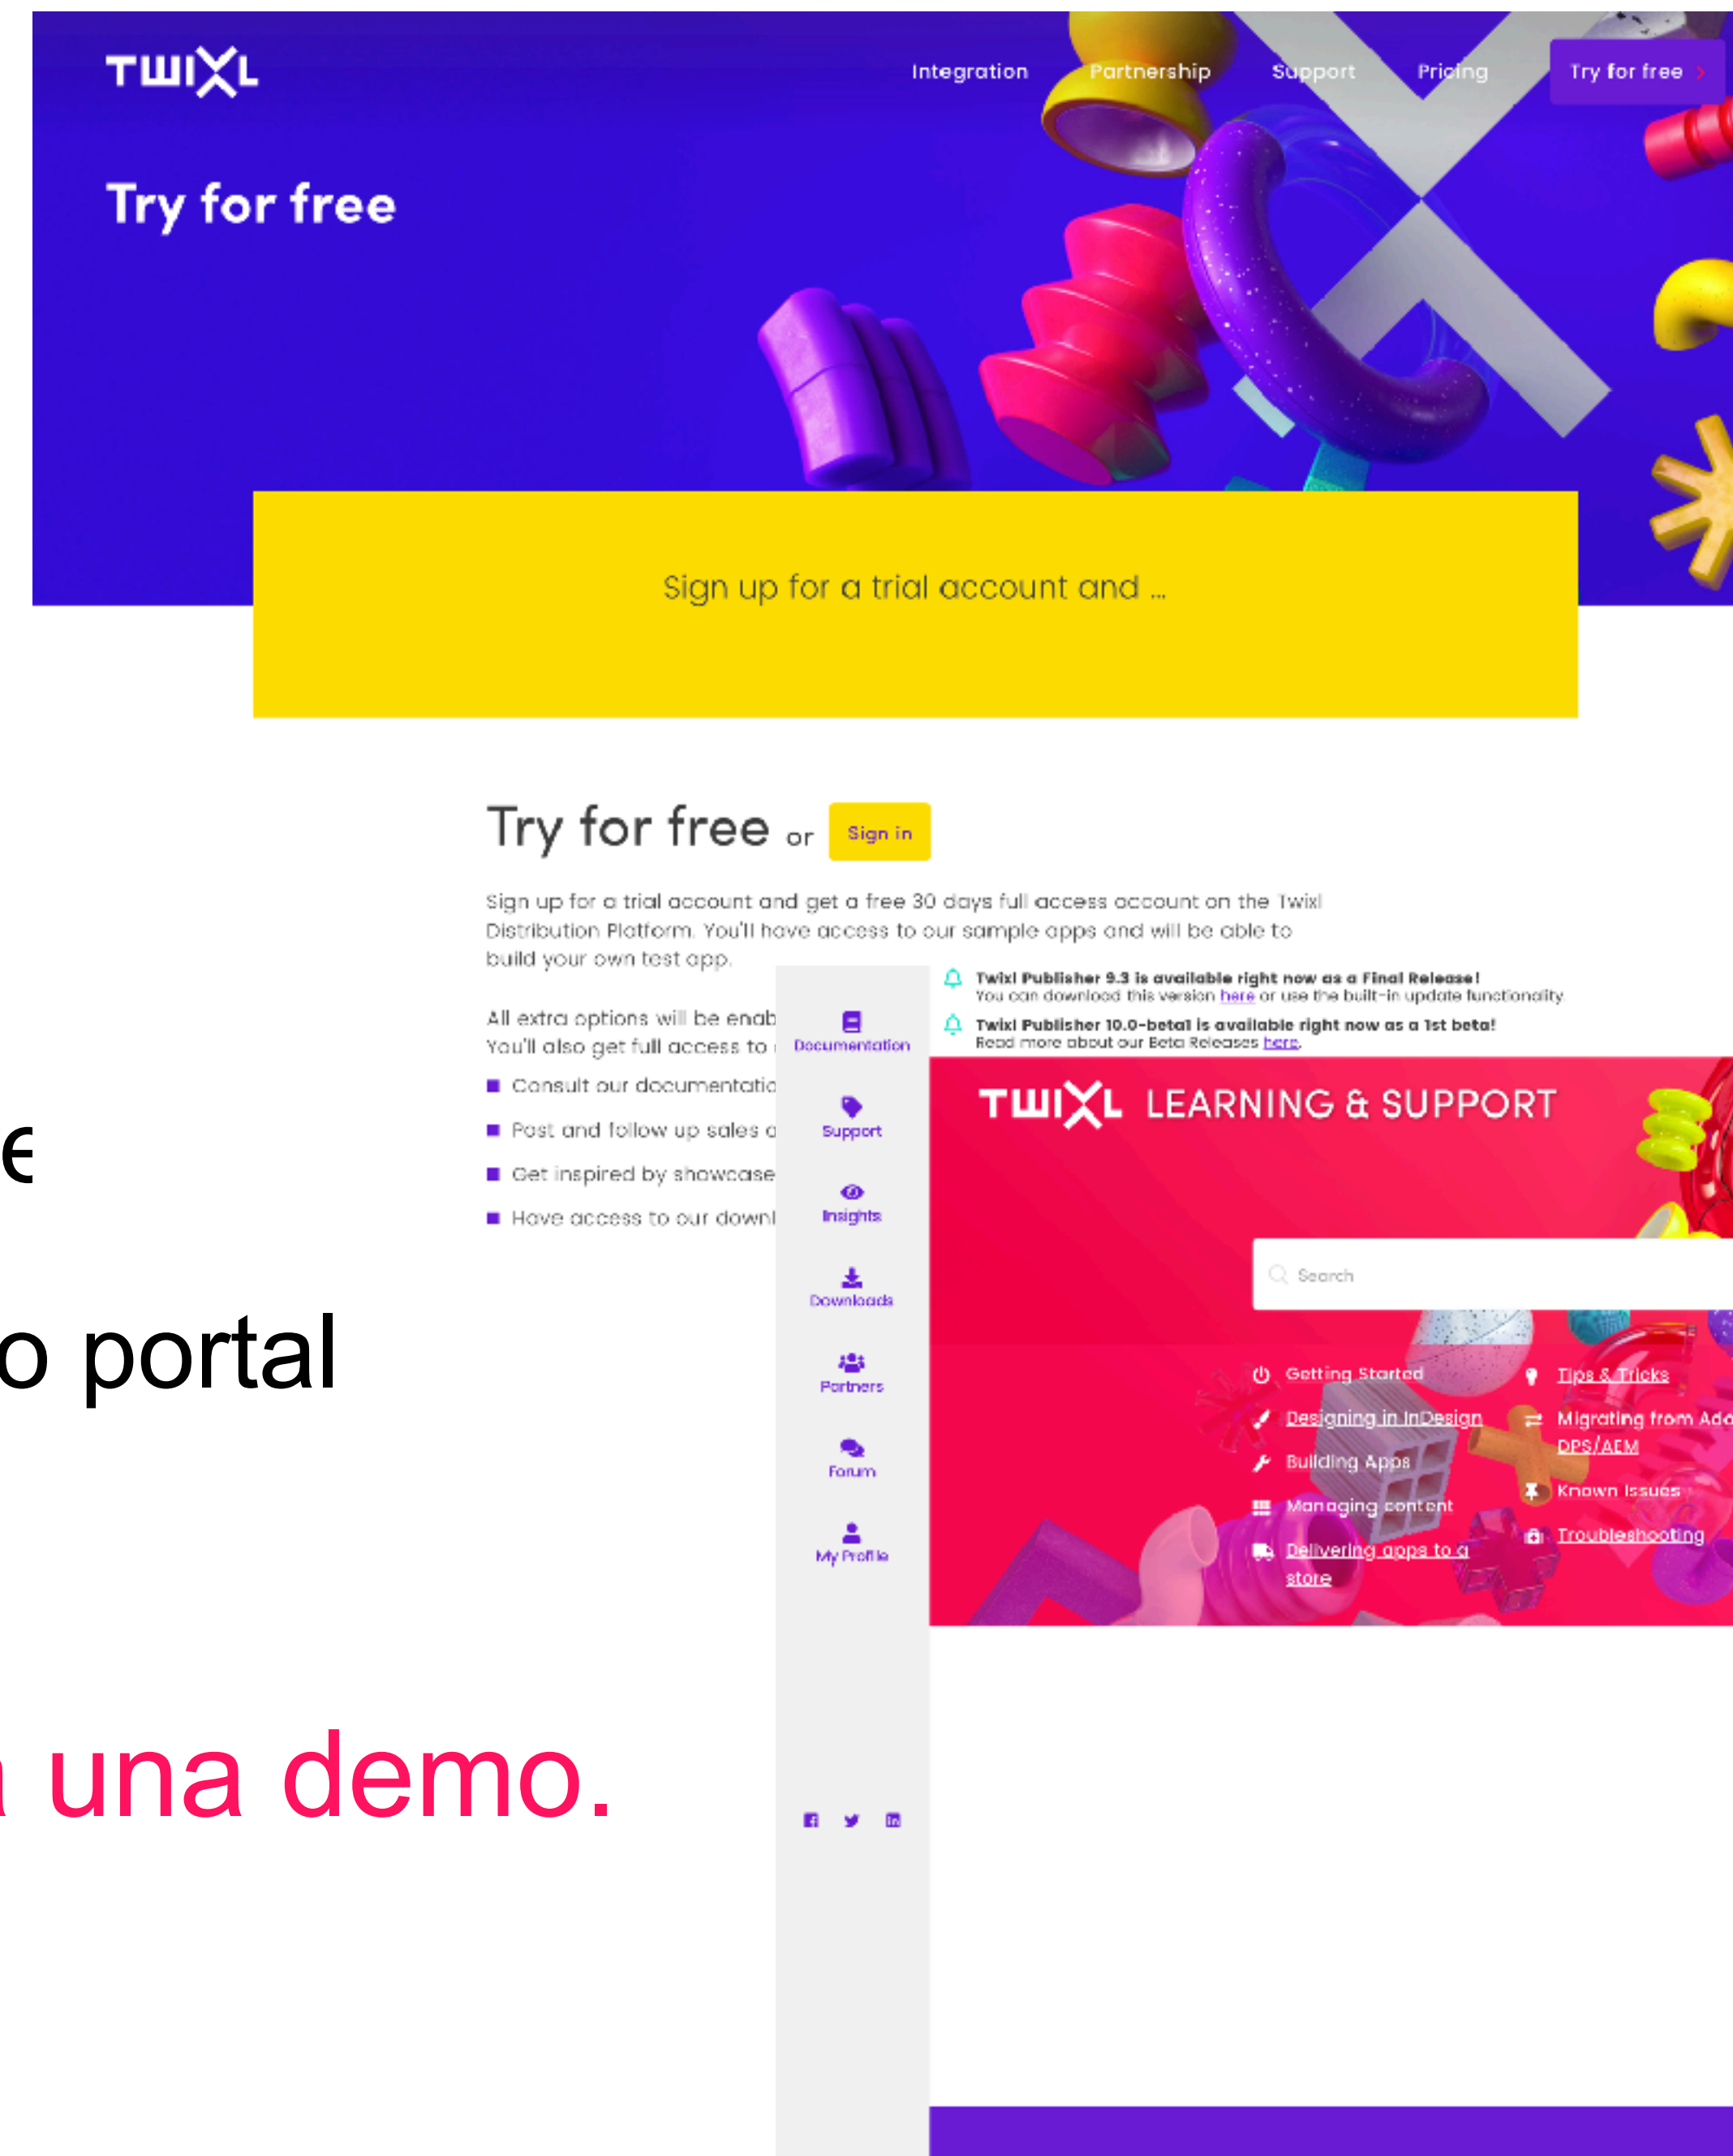 TWIXL
Integration Partnership Support Pricing Try for free
Try for free
Sign up for a trial account and ...
Try for free or Sign in
Sign up for a trial account and get a free 30 days full access account on the Twixl
Distribution Platform. You'll have access to our sample apps and will be able to
build your own test app.
All extra options will be enab
You'll also get full access to
Consult our documentatio
Post and follow up sales
Get inspired by showcase
Have access to our downl
Documentation
Support
Insights
Downloads
Partners
Forum
My Profile
Twixl Publisher 9.3 is available right now as a Final Release!
You can download this version here or use the built-in update functionality
Twixl Publisher 10.0-beta1 is available right now as a 1st beta!
Read more about our Beta Releases here.
TWIXL LEARNING & SUPPORT
Search
Getting Started
Designing in InDesign
Building Apps
Managing content
Delivering apps to a
store
Tips & Tricks
Migrating from Ado
DPS/AEM
Known Issues
Troubleshooting
o portal
una demo.